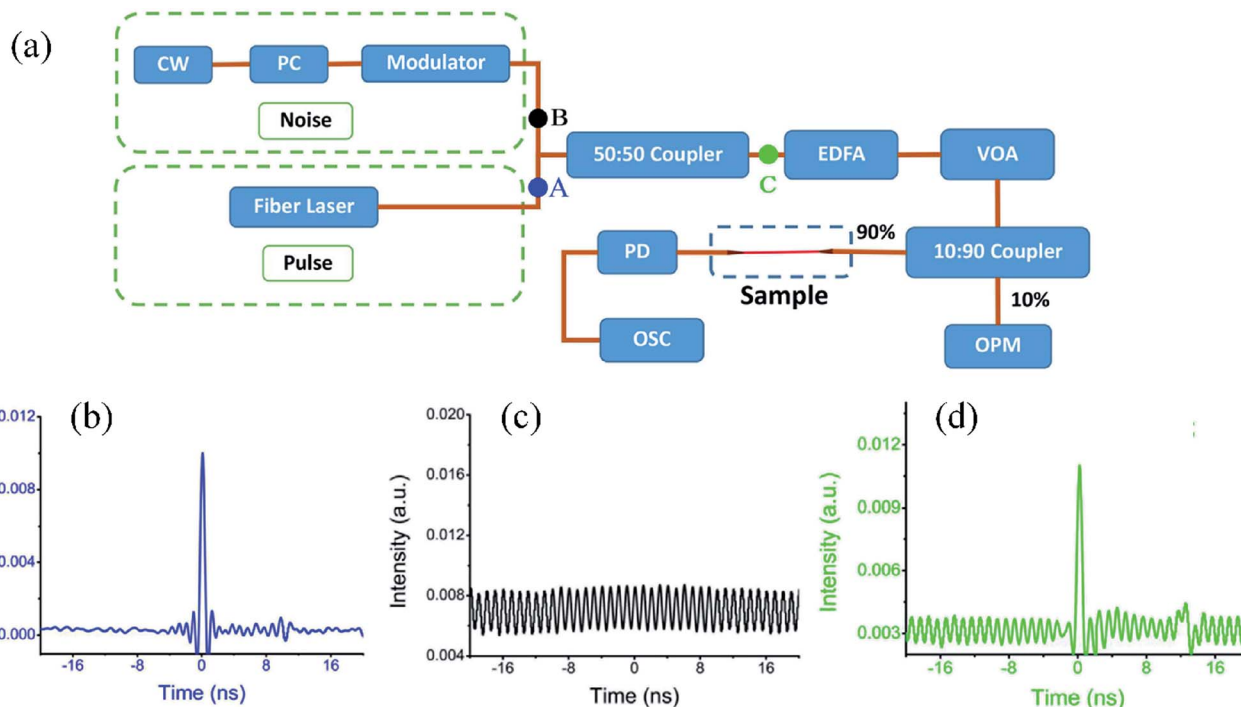 (a)
CW
PC
Modulator
Noise
B
50:50 Coupler
C
EDFA
VOA
A
Fiber Laser
Pulse
PD
90%
10:90 Coupler
Sample
10%
OSC
OPM
(b)
0.012
0.008
0.004
0.000
-16
-8
0
8
16
Time (ns)
(c)
Intensity (a.u.)
0.020
0.016
0.012
0.008
0.004
-16
-8
0
8
16
Time (ns)
(d)
Intensity (a.u.)
0.012
0.009
0.006
0.003
-16
-8
0
8
16
Time (ns)